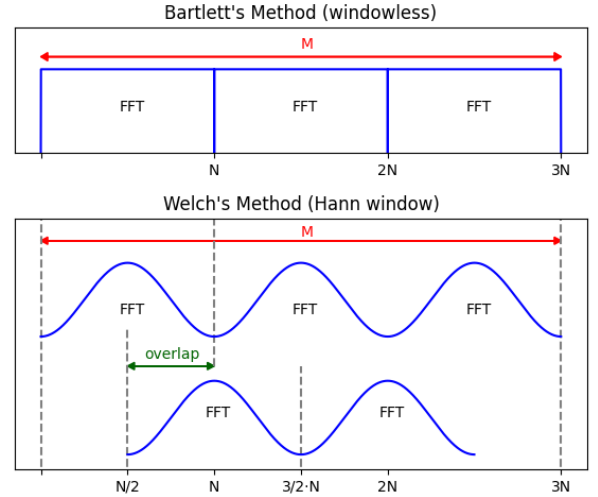 Bartlett's Method (windowless)
M
FFT FFT FFT
N 2N 3N
Welch's Method (Hann window)
M
FFT FFT FFT
overlap
FFT FFT
N/2 N 3/2·N 2N 3N